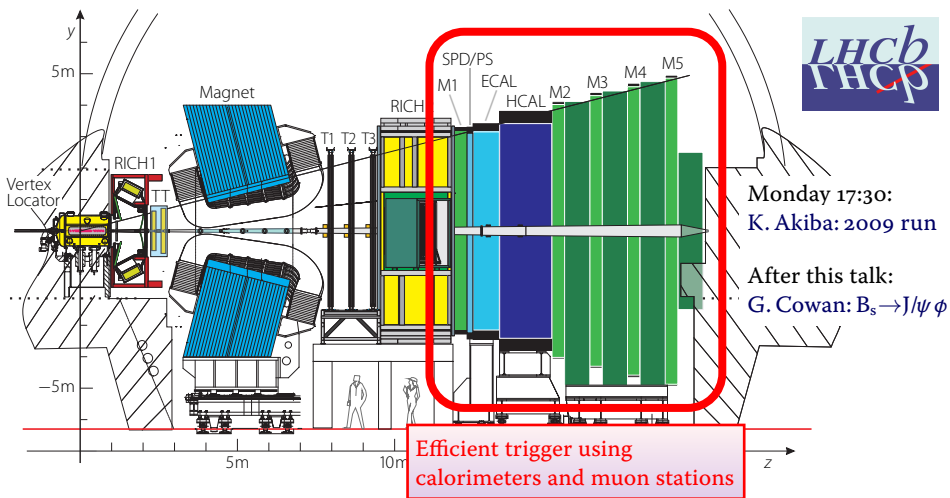 y
5m
−5m
5m
10m
z
Vertex
Locator
RICH1
TT
Magnet
T1 T2 T3
RICH
M1
SPD/PS
ECAL
HCAL
M2
M3
M4
M5
LHCb
LHCp
Monday 17:30:
K. Akiba: 2009 run
After this talk:
G. Cowan: Bₛ→J/ψ ϕ
Efficient trigger using
calorimeters and muon stations